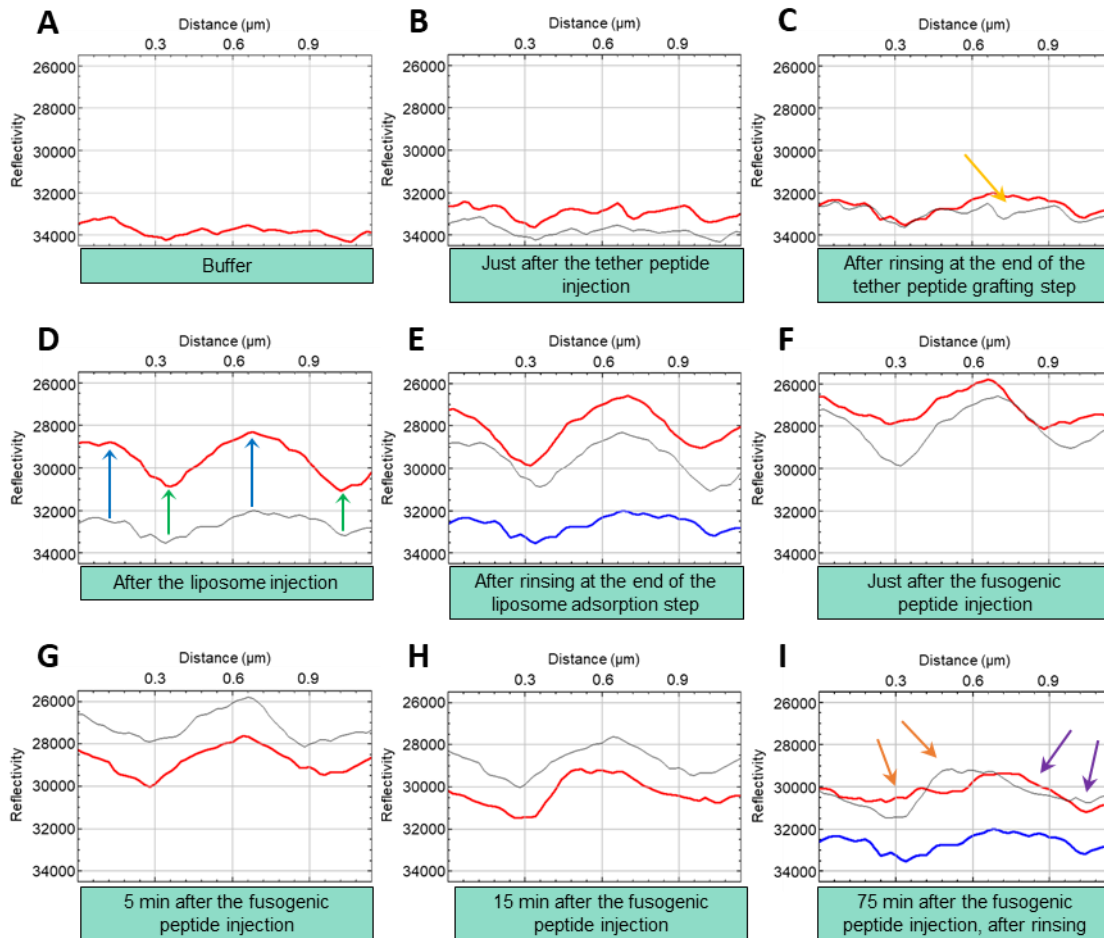 A
Distance (µm)
0.3 0.6 0.9
Reflectivity
26000
28000
30000
32000
34000
Buffer
B
Distance (µm)
0.3 0.6 0.9
Reflectivity
26000
28000
30000
32000
34000
Just after the tether peptide
injection
C
Distance (µm)
0.3 0.6 0.9
Reflectivity
26000
28000
30000
32000
34000
After rinsing at the end of the
tether peptide grafting step
D
Distance (µm)
0.3 0.6 0.9
Reflectivity
26000
28000
30000
32000
34000
After the liposome injection
E
Distance (µm)
0.3 0.6 0.9
Reflectivity
26000
28000
30000
32000
34000
After rinsing at the end of the
liposome adsorption step
F
Distance (µm)
0.3 0.6 0.9
Reflectivity
26000
28000
30000
32000
34000
Just after the fusogenic
peptide injection
G
Distance (µm)
0.3 0.6 0.9
Reflectivity
26000
28000
30000
32000
34000
5 min after the fusogenic
peptide injection
H
Distance (µm)
0.3 0.6 0.9
Reflectivity
26000
28000
30000
32000
34000
15 min after the fusogenic
peptide injection
I
Distance (µm)
0.3 0.6 0.9
Reflectivity
26000
28000
30000
32000
34000
75 min after the fusogenic
peptide injection, after rinsing